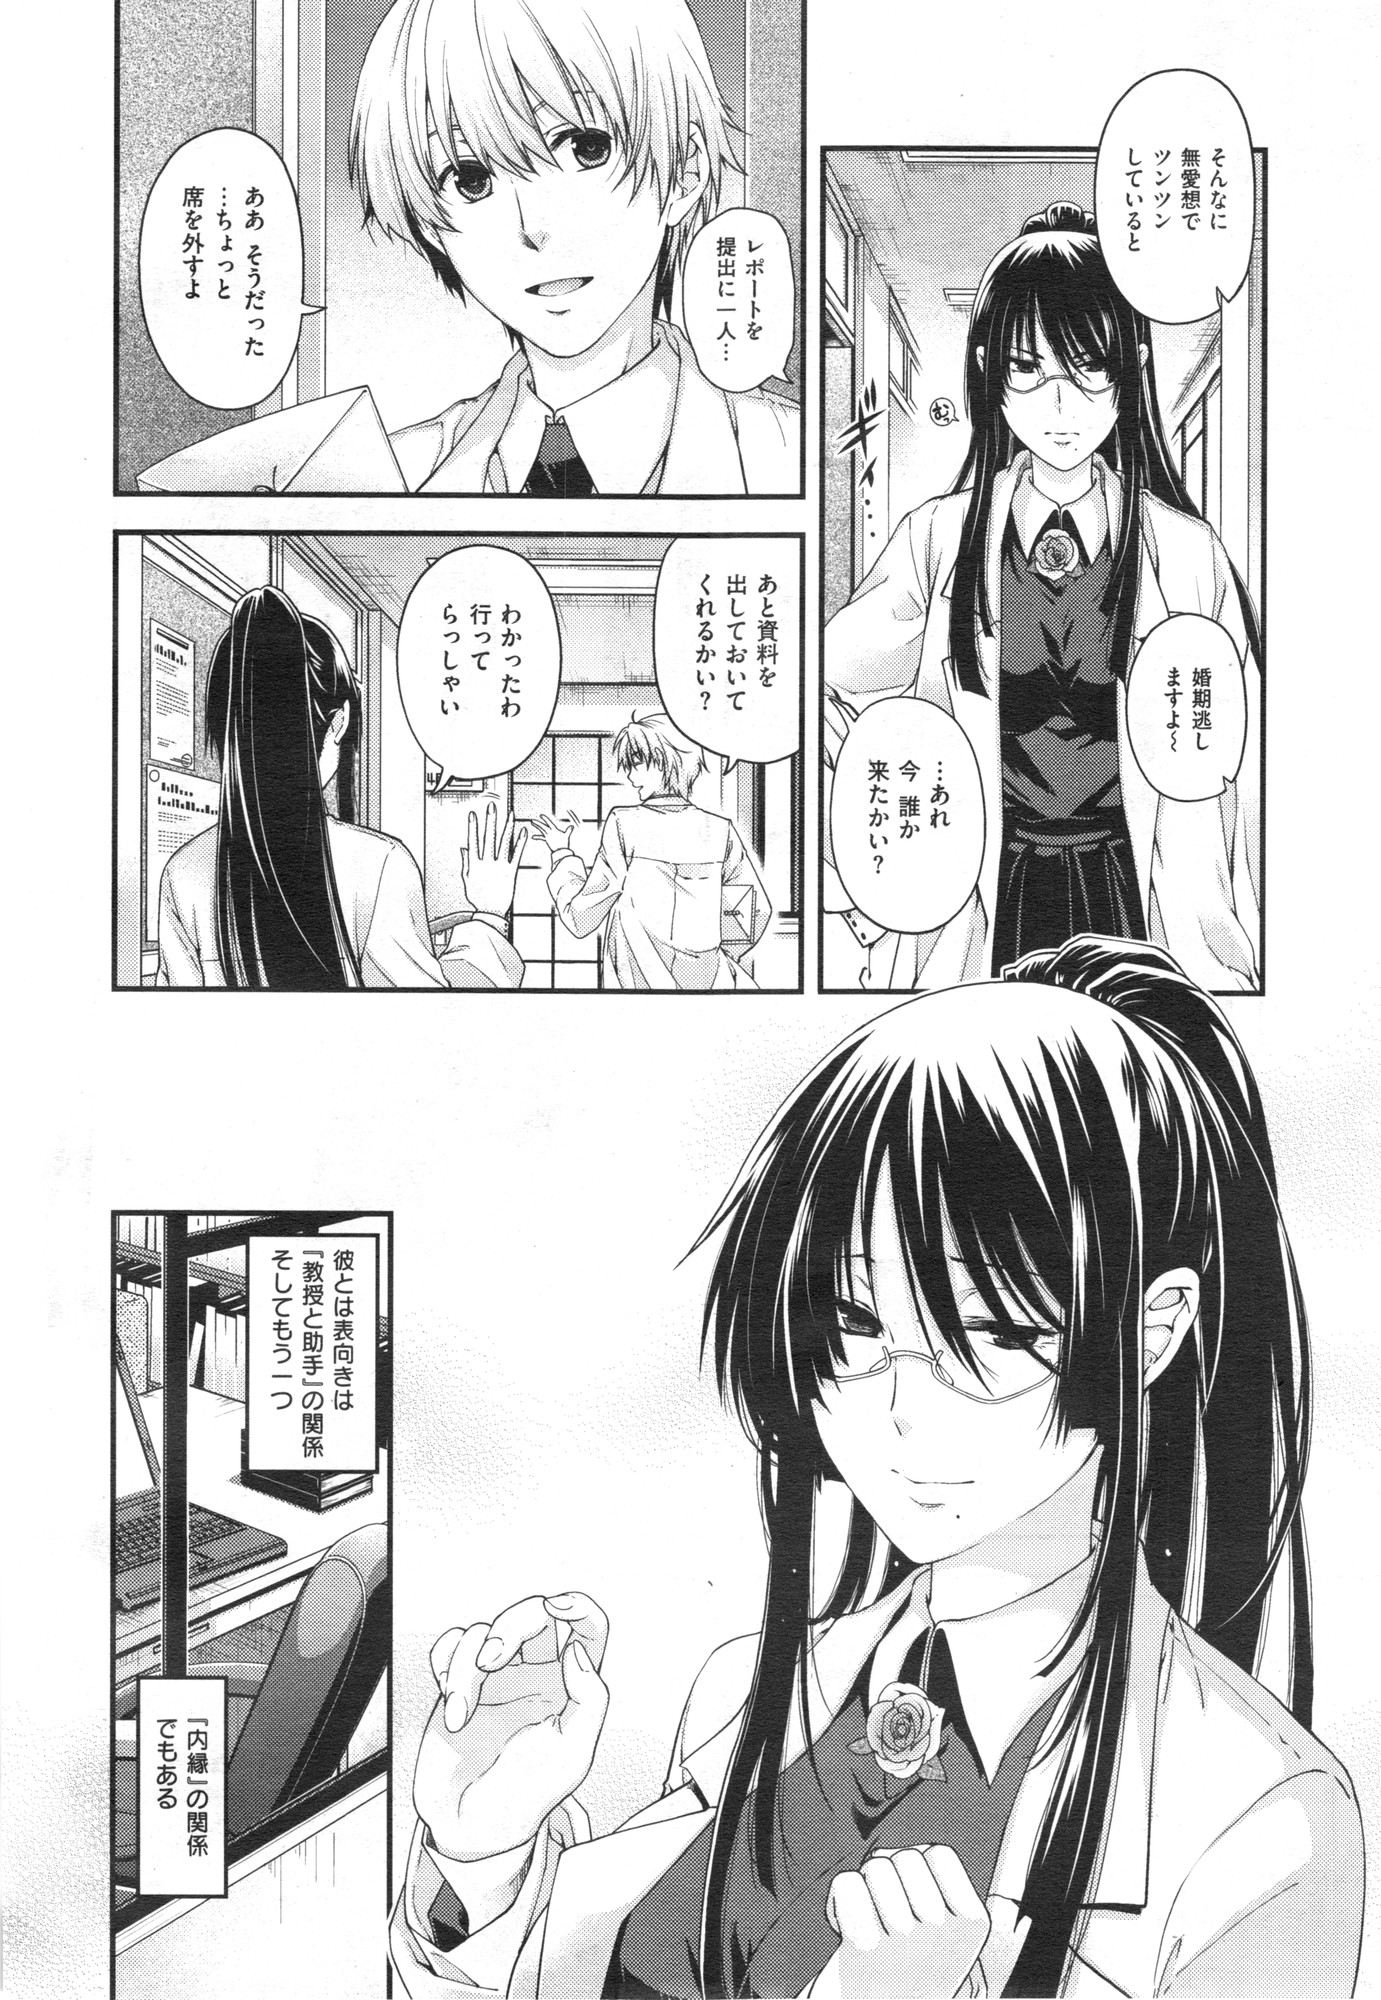 そんなに
無愛想で
ツンツン
していると
むっ
ギィ・・・
婚期逃し
ますよ〜
…あれ
今 誰か
来たかい？
レポートを
提出に一人…
ああ そうだった
…ちょっと
席を外すよ
あと資料を
出しておいて
くれるかい？
わかったわ
行って
らっしゃい
彼とは表向きは
『教授と助手』の関係
そしてもう一つ
『内縁』の関係
でもある